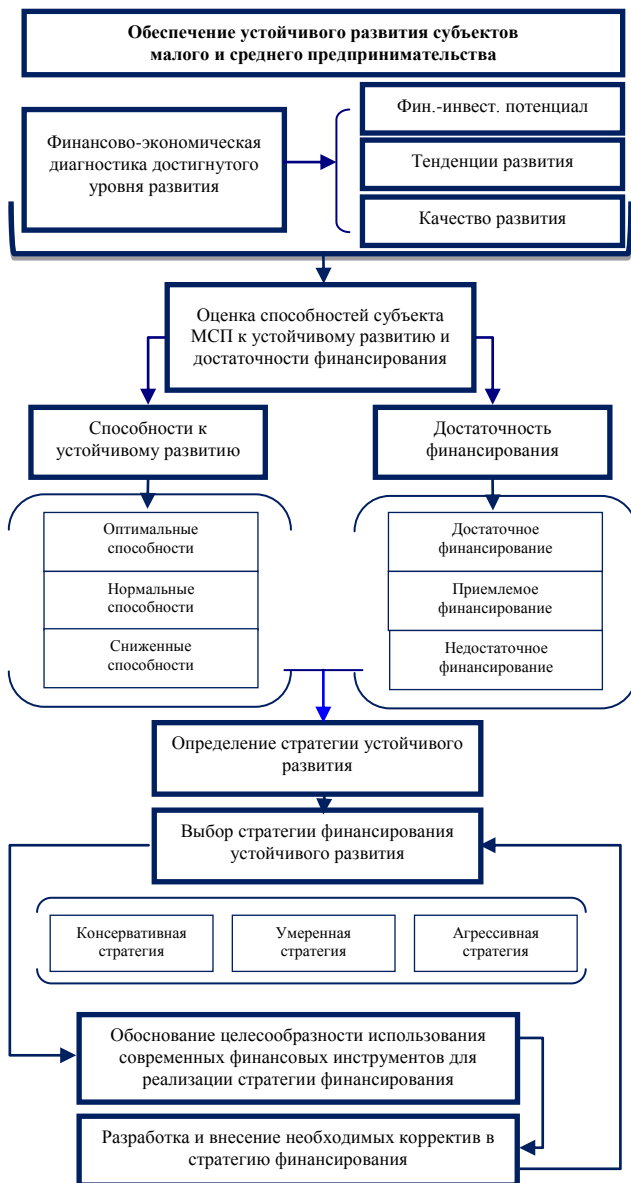 Обеспечение устойчивого развития субъектов
малого и среднего предпринимательства
Финансово-экономическая
диагностика достигнутого
уровня развития
Фин.-инвест. потенциал
Тенденции развития
Качество развития
Оценка способностей субъекта
МСП к устойчивому развитию и
достаточности финансирования
Способности к
устойчивому развитию
Достаточность
финансирования
Оптимальные
способности
Нормальные
способности
Сниженные
способности
Достаточное
финансирование
Приемлемое
финансирование
Недостаточное
финансирование
Определение стратегии устойчивого
развития
Выбор стратегии финансирования
устойчивого развития
Консервативная
стратегия
Умеренная
стратегия
Агрессивная
стратегия
Обоснование целесообразности использования
современных финансовых инструментов для
реализации стратегии финансирования
Разработка и внесение необходимых корректив в
стратегию финансирования